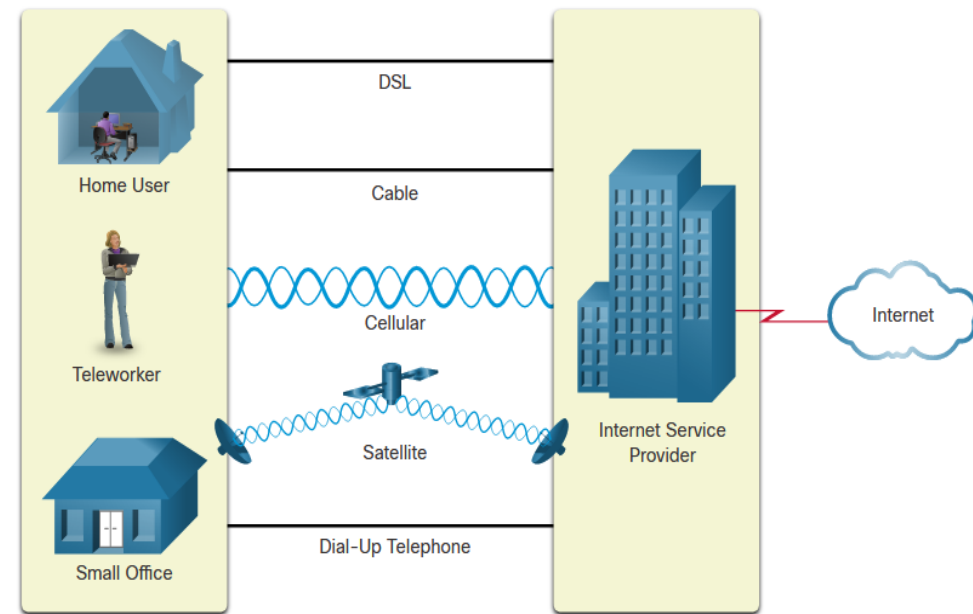 DSL
Home User
Cable
Cellular
Teleworker
Satellite
Internet Service
Provider
Internet
Dial-Up Telephone
Small Office